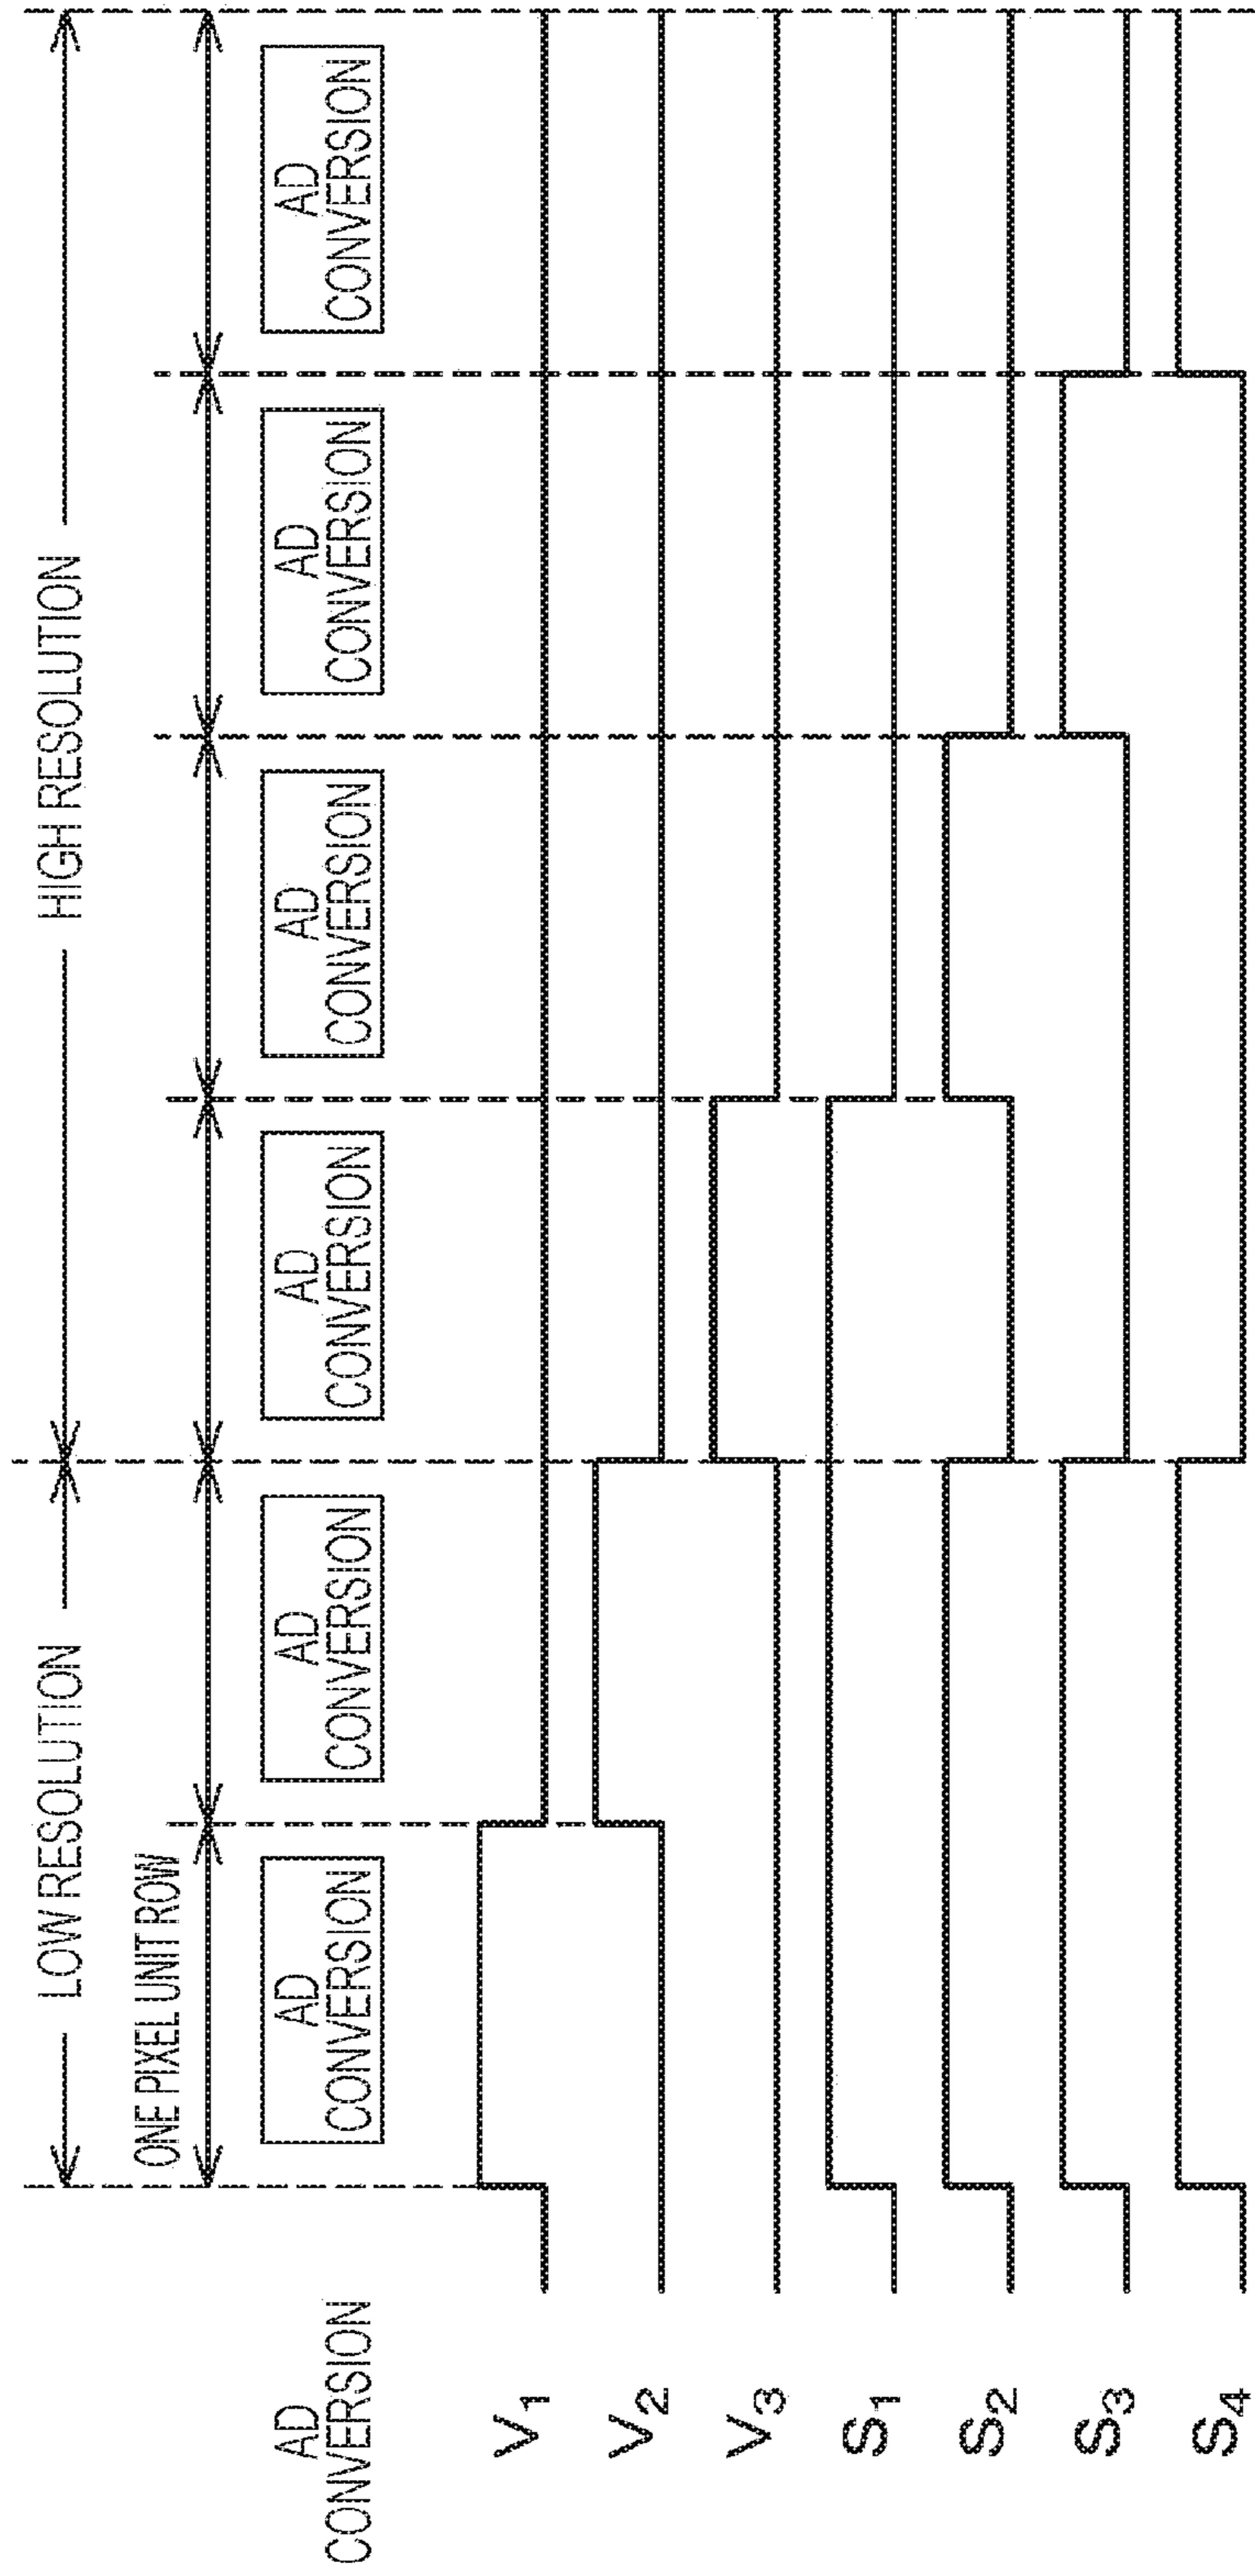 LOW RESOLUTION
HIGH RESOLUTION
ONE PIXEL UNIT ROW
AD
CONVERSION
AD
CONVERSION
AD
CONVERSION
AD
CONVERSION
AD
CONVERSION
AD
CONVERSION
AD
CONVERSION
V1
V2
V3
S1
S2
S3
S4